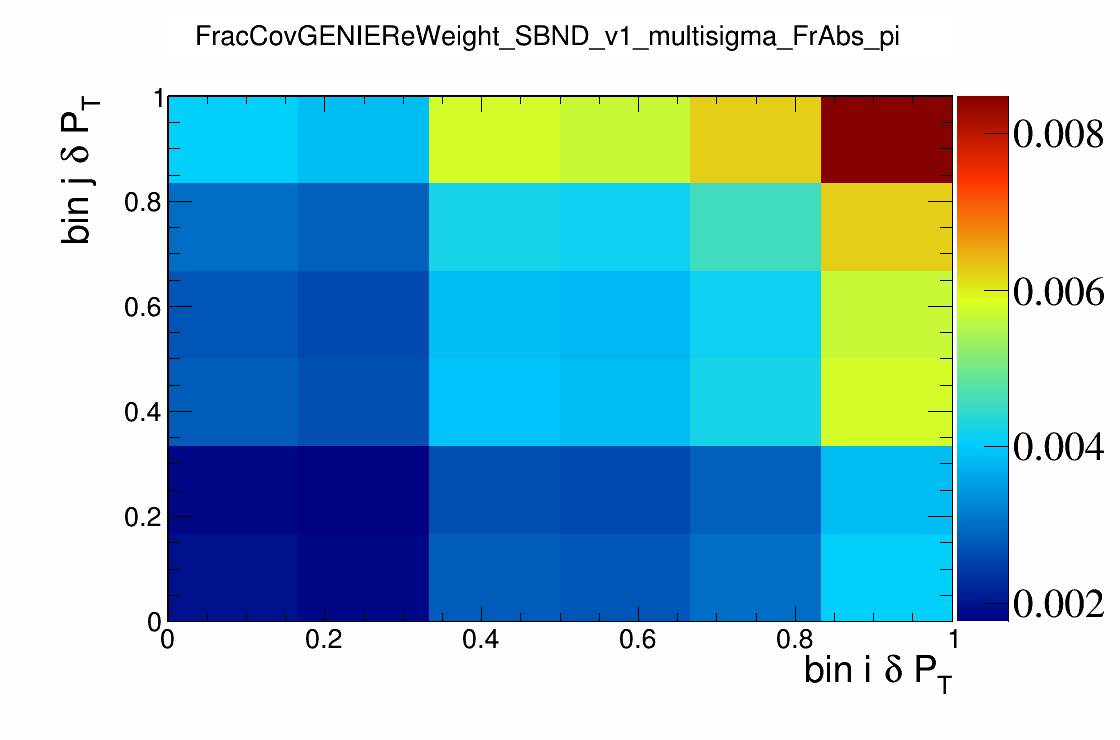 FracCovGENIEReWeight_SBND_v1_multisigma_FrAbs_pi
bin j δ P_T
1
0.8
0.6
0.4
0.2
0
0 0.2 0.4 0.6 0.8 1
bin i δ P_T
0.008
0.006
0.004
0.002